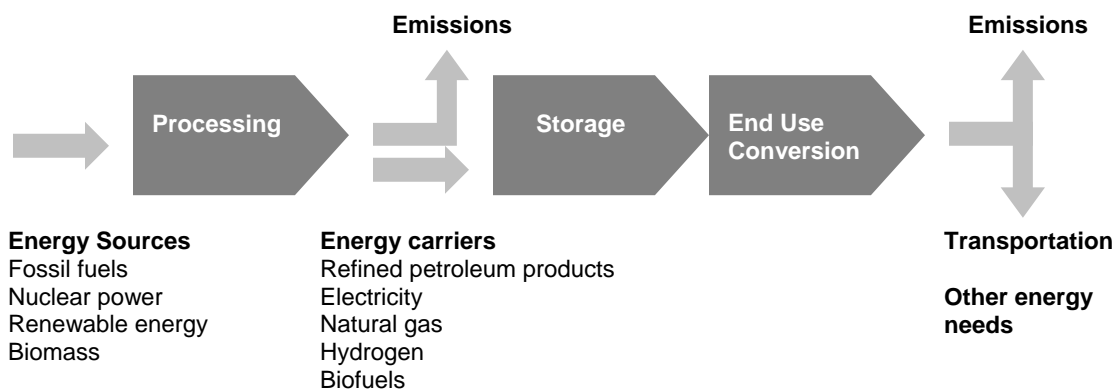 Emissions
Emissions
Processing
Storage
End Use
Conversion
Energy Sources
Fossil fuels
Nuclear power
Renewable energy
Biomass
Energy carriers
Refined petroleum products
Electricity
Natural gas
Hydrogen
Biofuels
Transportation
Other energy
needs